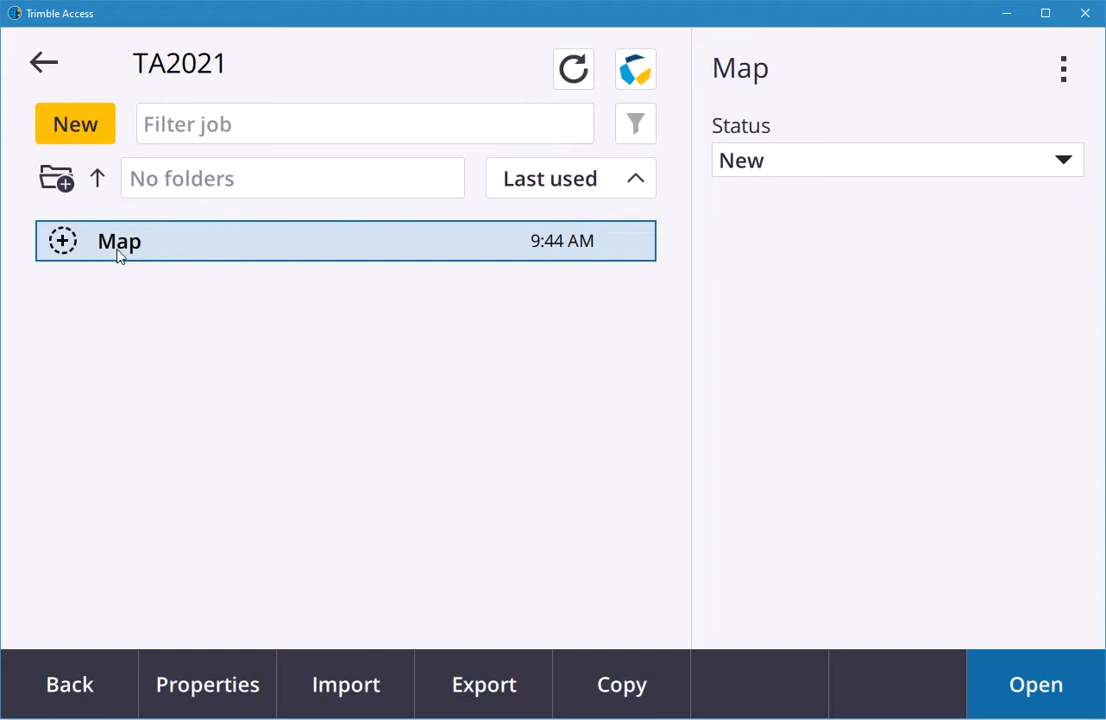 Trimble Access
TA2021
New
Filter job
No folders
Last used
Map
9:44 AM
Map
Status
New
Back
Properties
Import
Export
Copy
Open